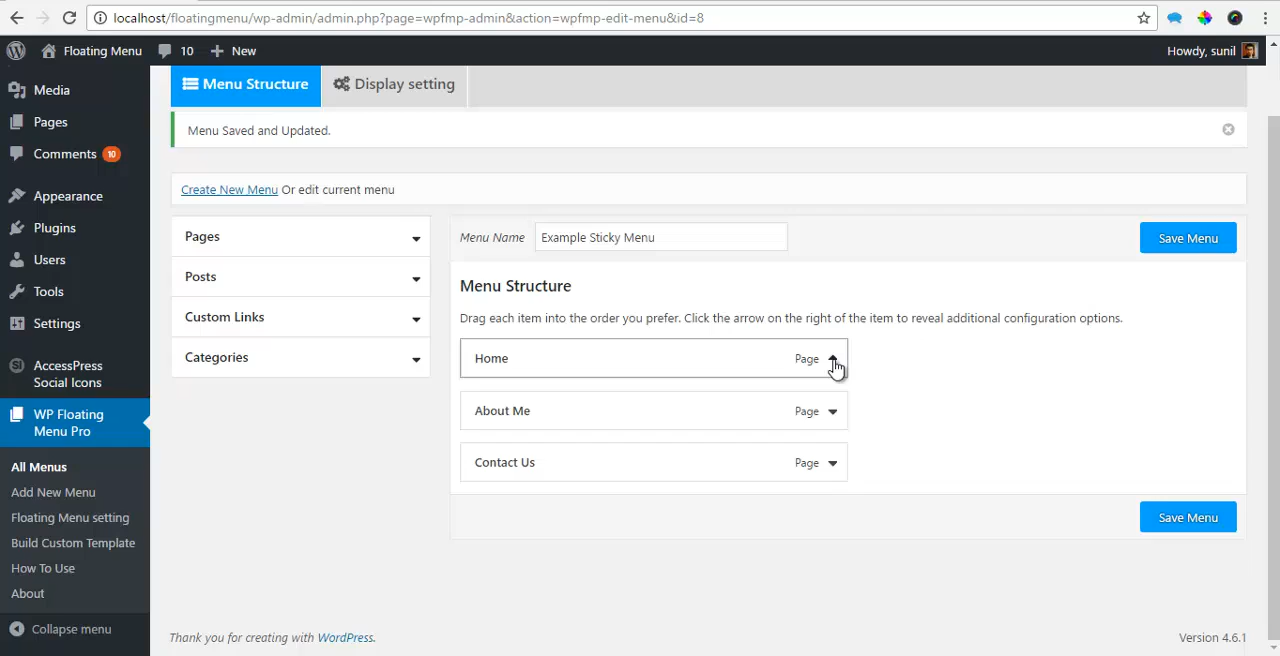 localhost/floatingmenu/wp-admin/admin.php?page=wpfmp-admin&action=wpfmp-edit-menu&id=8
Floating Menu 10 New Howdy, sunil
Media
Pages
Comments 10
Appearance
Plugins
Users
Tools
Settings
AccessPress
Social Icons
WP Floating
Menu Pro
All Menus
Add New Menu
Floating Menu setting
Build Custom Template
How To Use
About
Collapse menu
Menu Structure Display setting
Menu Saved and Updated.
Create New Menu Or edit current menu
Pages
Posts
Custom Links
Categories
Menu Name Example Sticky Menu Save Menu
Menu Structure
Drag each item into the order you prefer. Click the arrow on the right of the item to reveal additional configuration options.
Home Page
About Me Page
Contact Us Page
Save Menu
Thank you for creating with WordPress. Version 4.6.1